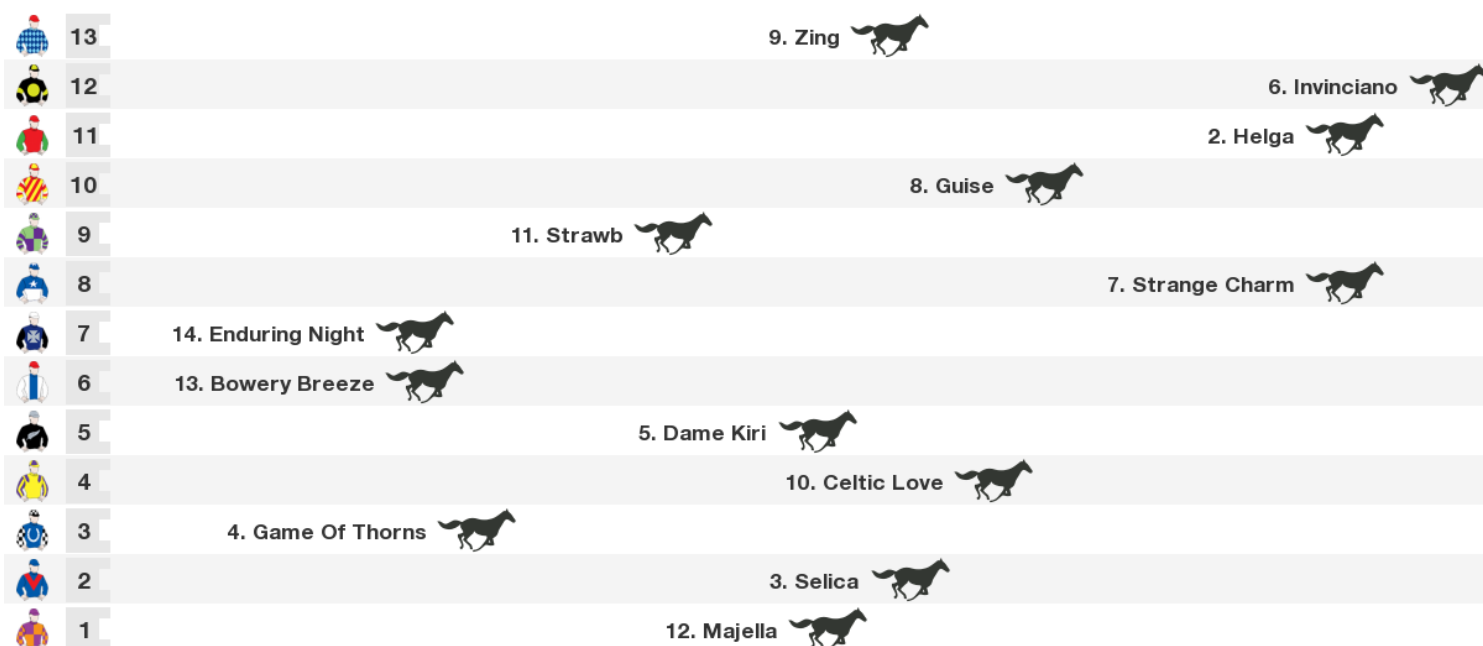 13 9. Zing
12 6. Invinciano
11 2. Helga
10 8. Guise
9 11. Strawb
8 7. Strange Charm
7 14. Enduring Night
6 13. Bowery Breeze
5 5. Dame Kiri
4 10. Celtic Love
3 4. Game Of Thorns
2 3. Selica
1 12. Majella